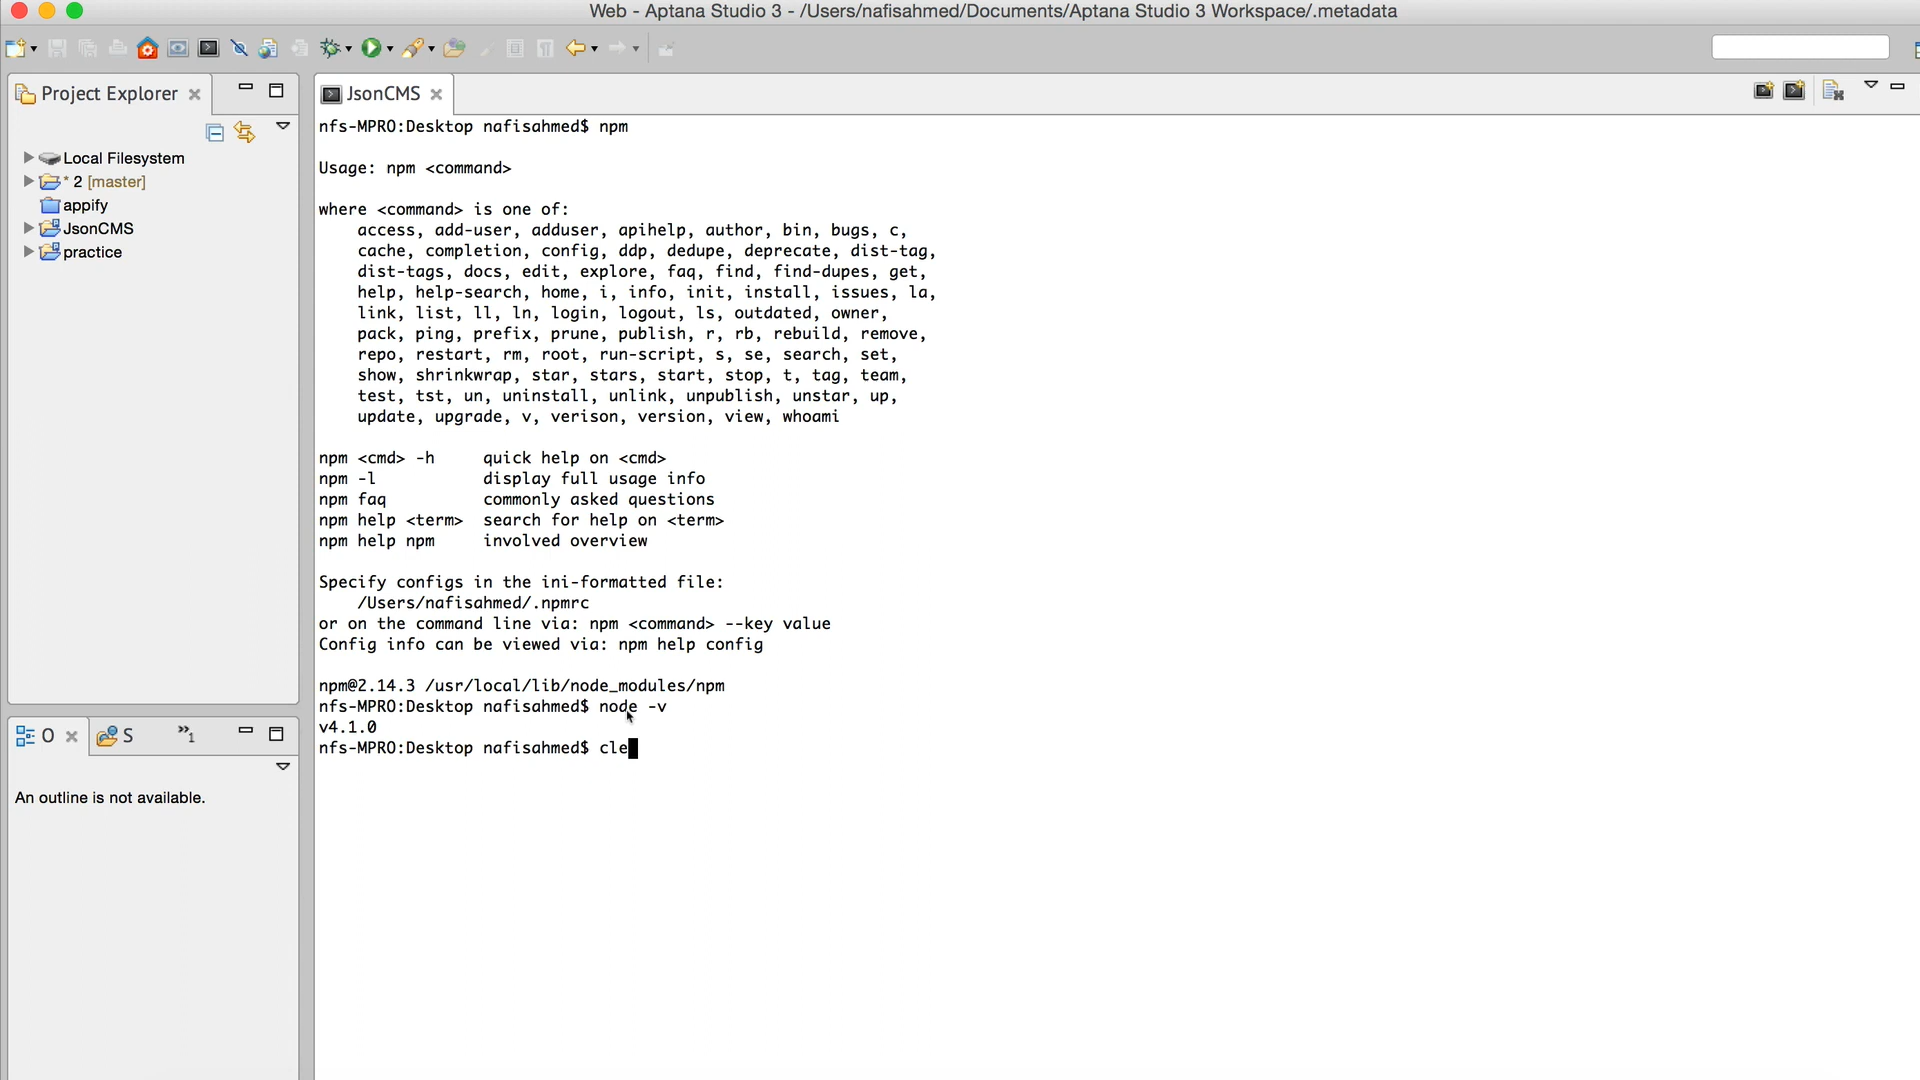 Web - Aptana Studio 3 - /Users/nafisahmed/Documents/Aptana Studio 3 Workspace/.metadata
Project Explorer
Local Filesystem
* 2 [master]
appify
JsonCMS
practice
O
S
»1
An outline is not available.
JsonCMS
nfs-MPRO:Desktop nafisahmed$ npm
Usage: npm <command>
where <command> is one of:
access, add-user, adduser, apihelp, author, bin, bugs, c,
cache, completion, config, ddp, dedupe, deprecate, dist-tag,
dist-tags, docs, edit, explore, faq, find, find-dupes, get,
help, help-search, home, i, info, init, install, issues, la,
link, list, ll, ln, login, logout, ls, outdated, owner,
pack, ping, prefix, prune, publish, r, rb, rebuild, remove,
repo, restart, rm, root, run-script, s, se, search, set,
show, shrinkwrap, star, stars, start, stop, t, tag, team,
test, tst, un, uninstall, unlink, unpublish, unstar, up,
update, upgrade, v, verison, version, view, whoami
npm <cmd> -h     quick help on <cmd>
npm -l           display full usage info
npm faq          commonly asked questions
npm help <term>  search for help on <term>
npm help npm     involved overview
Specify configs in the ini-formatted file:
/Users/nafisahmed/.npmrc
or on the command line via: npm <command> --key value
Config info can be viewed via: npm help config
npm@2.14.3 /usr/local/lib/node_modules/npm
nfs-MPRO:Desktop nafisahmed$ node -v
v4.1.0
nfs-MPRO:Desktop nafisahmed$ cle